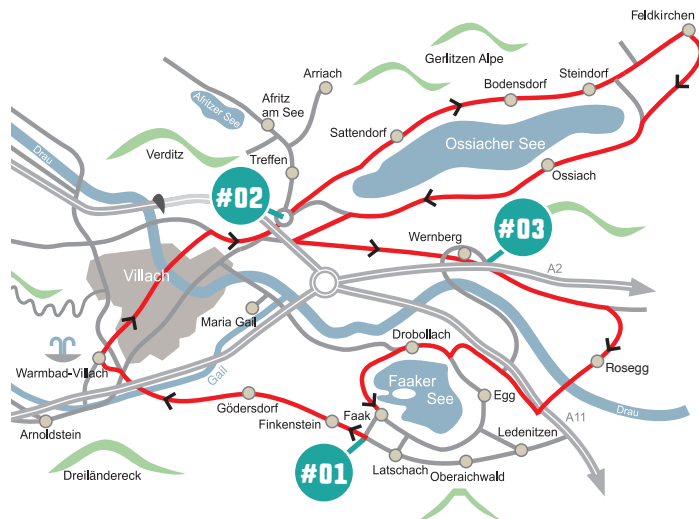 Feldkirchen
Gerlitzen Alpe
Arriach
Steindorf
Bodensdorf
Afritz
am See
Afritzer See
Sattendorf
Ossiacher See
Drau
Verditz
Treffen
Ossiach
#02
#03
Wernberg
A2
Villach
Maria Gail
Drobollach
Warmbad-Villach
Gail
Rosegg
Faaker
See
Gödersdorf
Egg
Finkenstein
Faak
A11
Drau
Arnoldstein
Ledenitzen
#01
Latschach
Dreiländereck
Oberaichwald